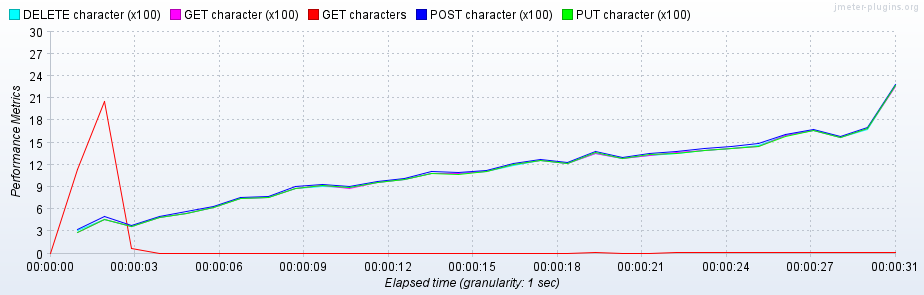 jmeter-plugins.org
DELETE character (x100) GET character (x100) GET characters POST character (x100) PUT character (x100)
30
27
24
21
18
15
12
9
6
3
0
Performance Metrics
00:00:00 00:00:03 00:00:06 00:00:09 00:00:12 00:00:15 00:00:18 00:00:21 00:00:24 00:00:27 00:00:31
Elapsed time (granularity: 1 sec)